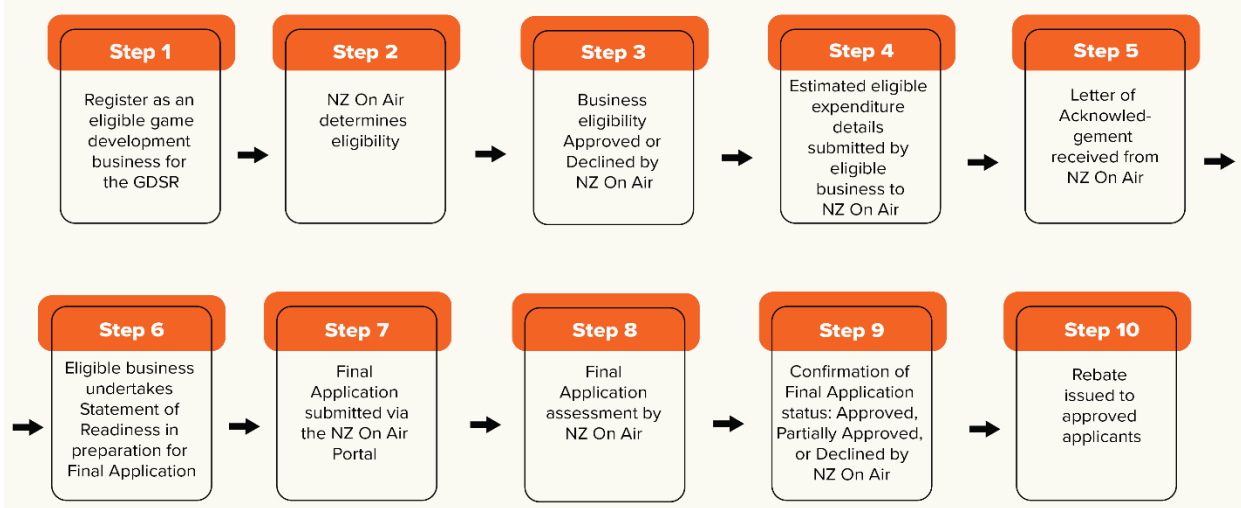 Step 1
Register as an
eligible game
development
business for
the GDSR
Step 2
NZ On Air
determines
eligibility
Step 3
Business
eligibility
Approved or
Declined by
NZ On Air
Step 4
Estimated eligible
expenditure
details
submitted by
eligible
business to
NZ On Air
Step 5
Letter of
Acknowled-
gement
received from
NZ On Air
Step 6
Eligible business
undertakes
Statement of
Readiness in
preparation for
Final Application
Step 7
Final
Application
submitted via
the NZ On Air
Portal
Step 8
Final
Application
assessment by
NZ On Air
Step 9
Confirmation of
Final Application
status: Approved,
Partially Approved,
or Declined by
NZ On Air
Step 10
Rebate
issued to
approved
applicants